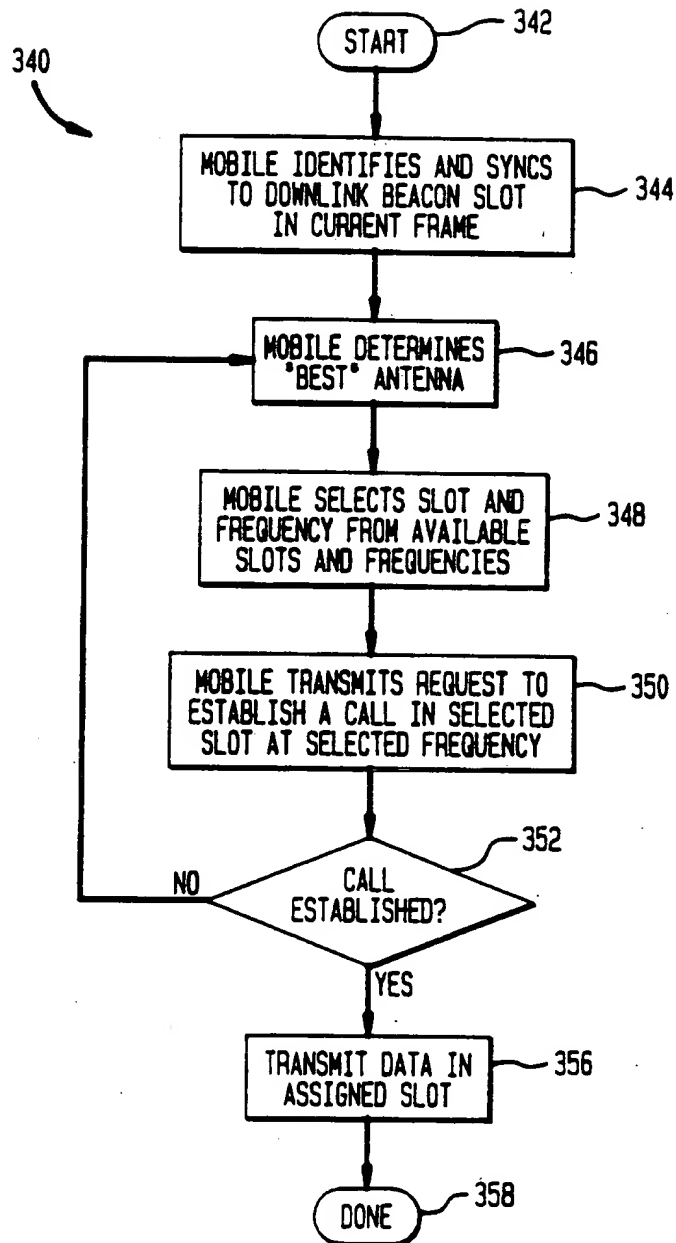 340
START
342
MOBILE IDENTIFIES AND SYNCS
TO DOWNLINK BEACON SLOT
IN CURRENT FRAME
344
MOBILE DETERMINES
"BEST" ANTENNA
346
MOBILE SELECTS SLOT AND
FREQUENCY FROM AVAILABLE
SLOTS AND FREQUENCIES
348
MOBILE TRANSMITS REQUEST TO
ESTABLISH A CALL IN SELECTED
SLOT AT SELECTED FREQUENCY
350
352
NO
CALL
ESTABLISHED?
YES
TRANSMIT DATA IN
ASSIGNED SLOT
356
DONE
358